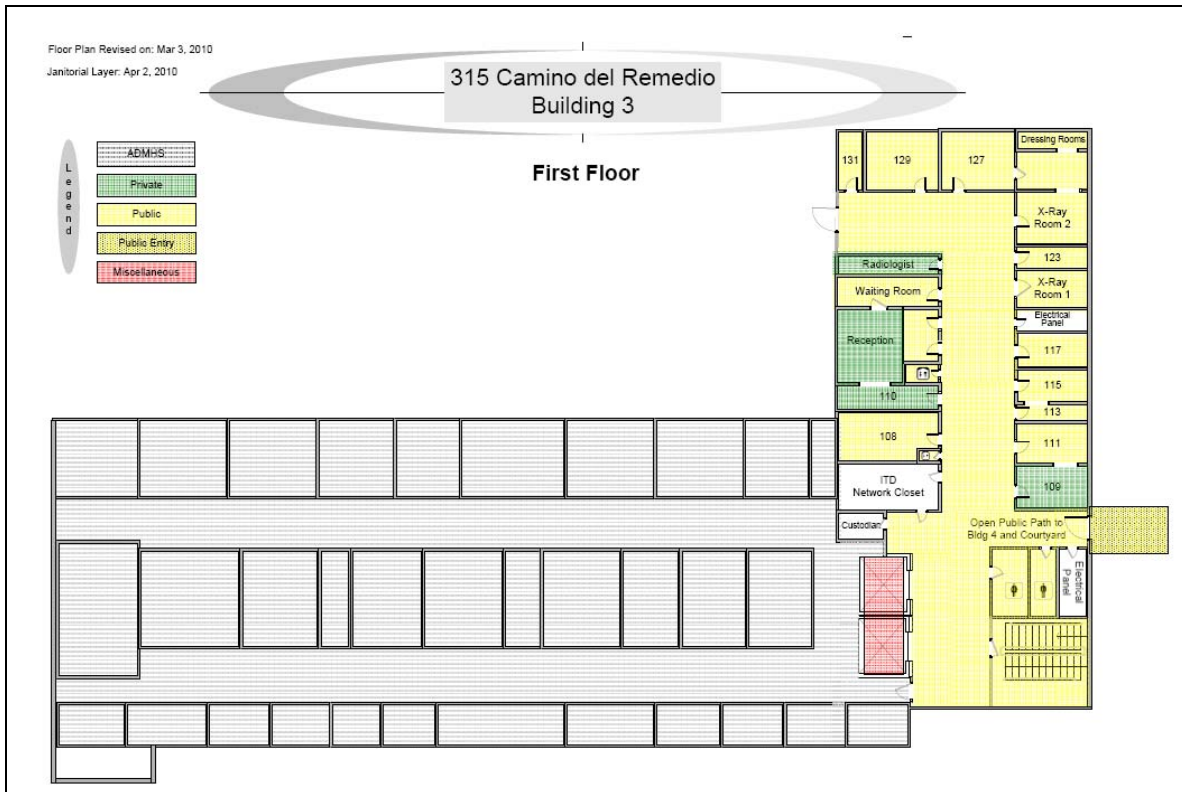 Floor Plan Revised on: Mar 3, 2010
Janitorial Layer: Apr 2, 2010
315 Camino del Remedio
Building 3
First Floor
Legend
ADMHS
Private
Public
Public Entry
Miscellaneous
131
129
127
Dressing Rooms
X-Ray
Room 2
Radiologist
123
Waiting Room
X-Ray
Room 1
Electrical
Panel
Reception
117
115
110
113
108
111
ITD
Network Closet
109
Custodian
Open Public Path to
Bldg 4 and Courtyard
Electrical
Panel